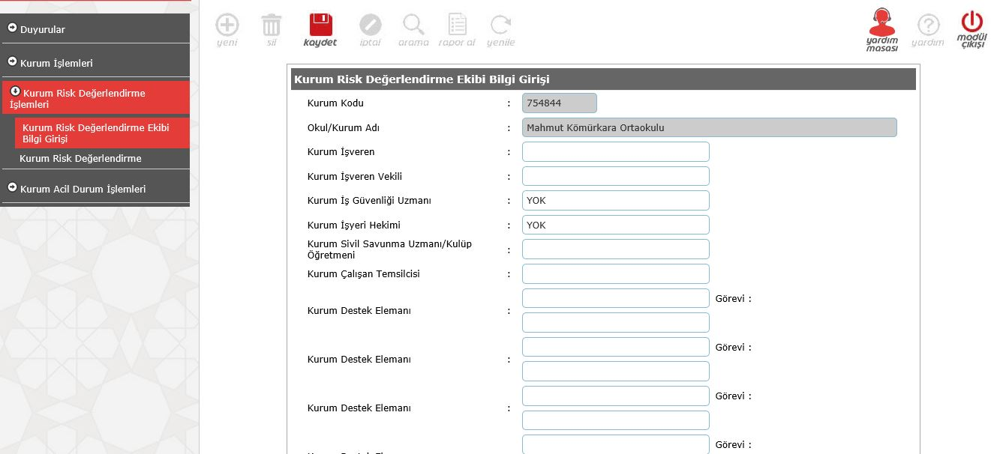 Duyurular
Kurum İşlemleri
Kurum Risk Değerlendirme
İşlemleri
Kurum Risk Değerlendirme Ekibi
Bilgi Girişi
Kurum Risk Değerlendirme
Kurum Acil Durum İşlemleri
yeni
sil
kaydet
iptal
arama
rapor al
yenile
yardım
masası
yardım
modül
çıkışı
Kurum Risk Değerlendirme Ekibi Bilgi Girişi
Kurum Kodu : 754844
Okul/Kurum Adı : Mahmut Kömürkara Ortaokulu
Kurum İşveren :
Kurum İşveren Vekili :
Kurum İş Güvenliği Uzmanı : YOK
Kurum İşyeri Hekimi : YOK
Kurum Sivil Savunma Uzmanı/Kulüp
Öğretmeni :
Kurum Çalışan Temsilcisi :
Görevi :
Kurum Destek Elemanı :
Görevi :
Kurum Destek Elemanı :
Görevi :
Kurum Destek Elemanı :
Görevi :